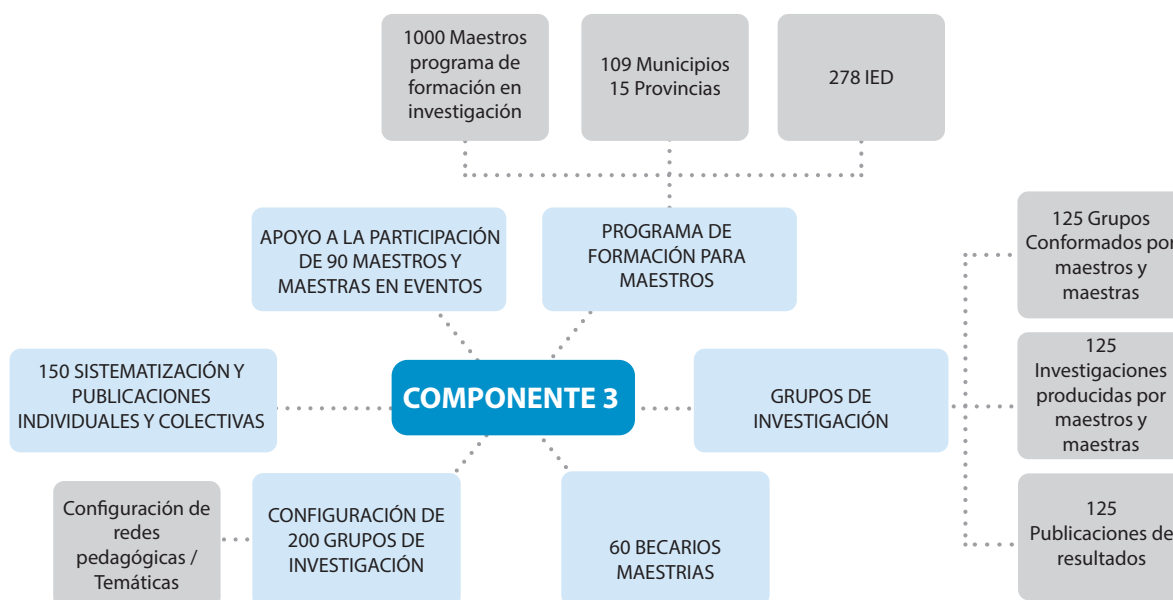 1000 Maestros
programa de
formación en
investigación
109 Municipios
15 Provincias
278 IED
APOYO A LA PARTICIPACIÓN
DE 90 MAESTROS Y
MAESTRAS EN EVENTOS
PROGRAMA DE
FORMACIÓN PARA
MAESTROS
125 Grupos
Conformados por
maestros y
maestras
150 SISTEMATIZACIÓN Y
PUBLICACIONES
INDIVIDUALES Y COLECTIVAS
COMPONENTE 3
GRUPOS DE
INVESTIGACIÓN
125
Investigaciones
producidas por
maestros y
maestras
Configuración de
redes
pedagógicas /
Temáticas
CONFIGURACIÓN DE
200 GRUPOS DE
INVESTIGACIÓN
60 BECARIOS
MAESTRIAS
125
Publicaciones de
resultados